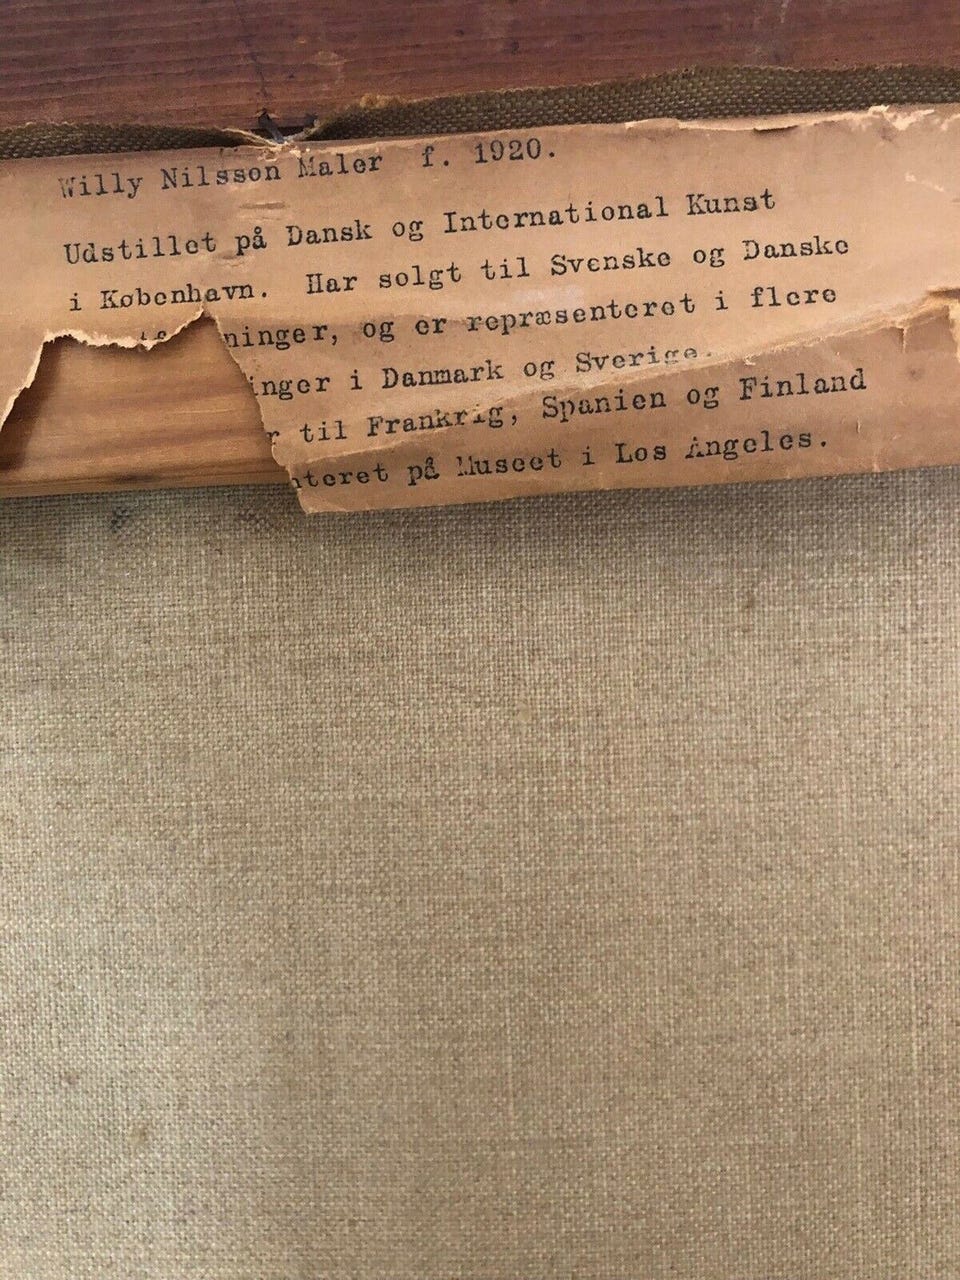 Willy Nilsson Maler f. 1920.
Udstillet på Dansk og International Kunst
i København. Har solgt til Svenske og Danske
ninger, og er repræsenteret i flere
inger i Danmark og Sverige.
r til Frankrig, Spanien og Finland
nteret på Museet i Los Angeles.